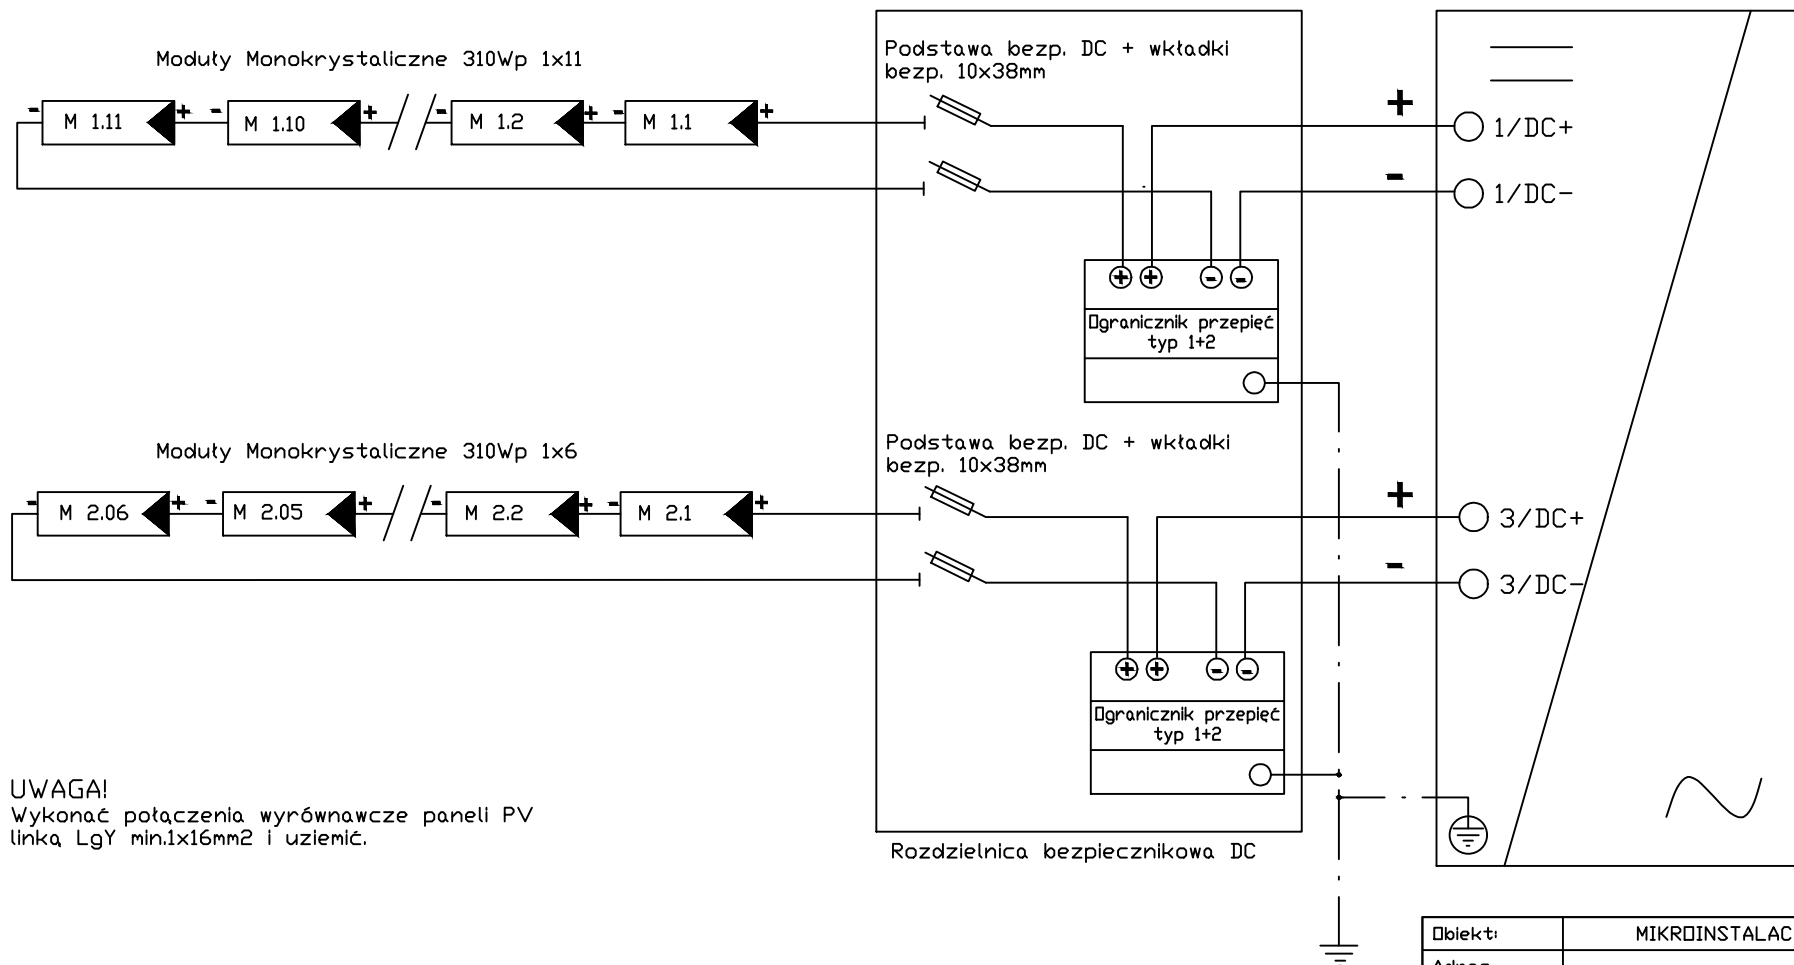 Moduły Monokrystaliczne 310Wp 1x11
- M 1.11 + - M 1.10 + - M 1.2 + - M 1.1 +
Podstawa bezp. DC + wkładki
bezp. 10x38mm
+ 1/DC+
- 1/DC-
+ + - -
Ogranicznik przepięć
typ 1+2
Moduły Monokrystaliczne 310Wp 1x6
- M 2.06 + - M 2.05 + - M 2.2 + - M 2.1 +
Podstawa bezp. DC + wkładki
bezp. 10x38mm
+ 3/DC+
- 3/DC-
+ + - -
Ogranicznik przepięć
typ 1+2
UWAGA!
Wykonać połączenia wyrównawcze paneli PV
linką LgY min.1x16mm2 i uziemić.
Rozdzielnica bezpiecznikowa DC
Obiekt: MIKROINSTALAC